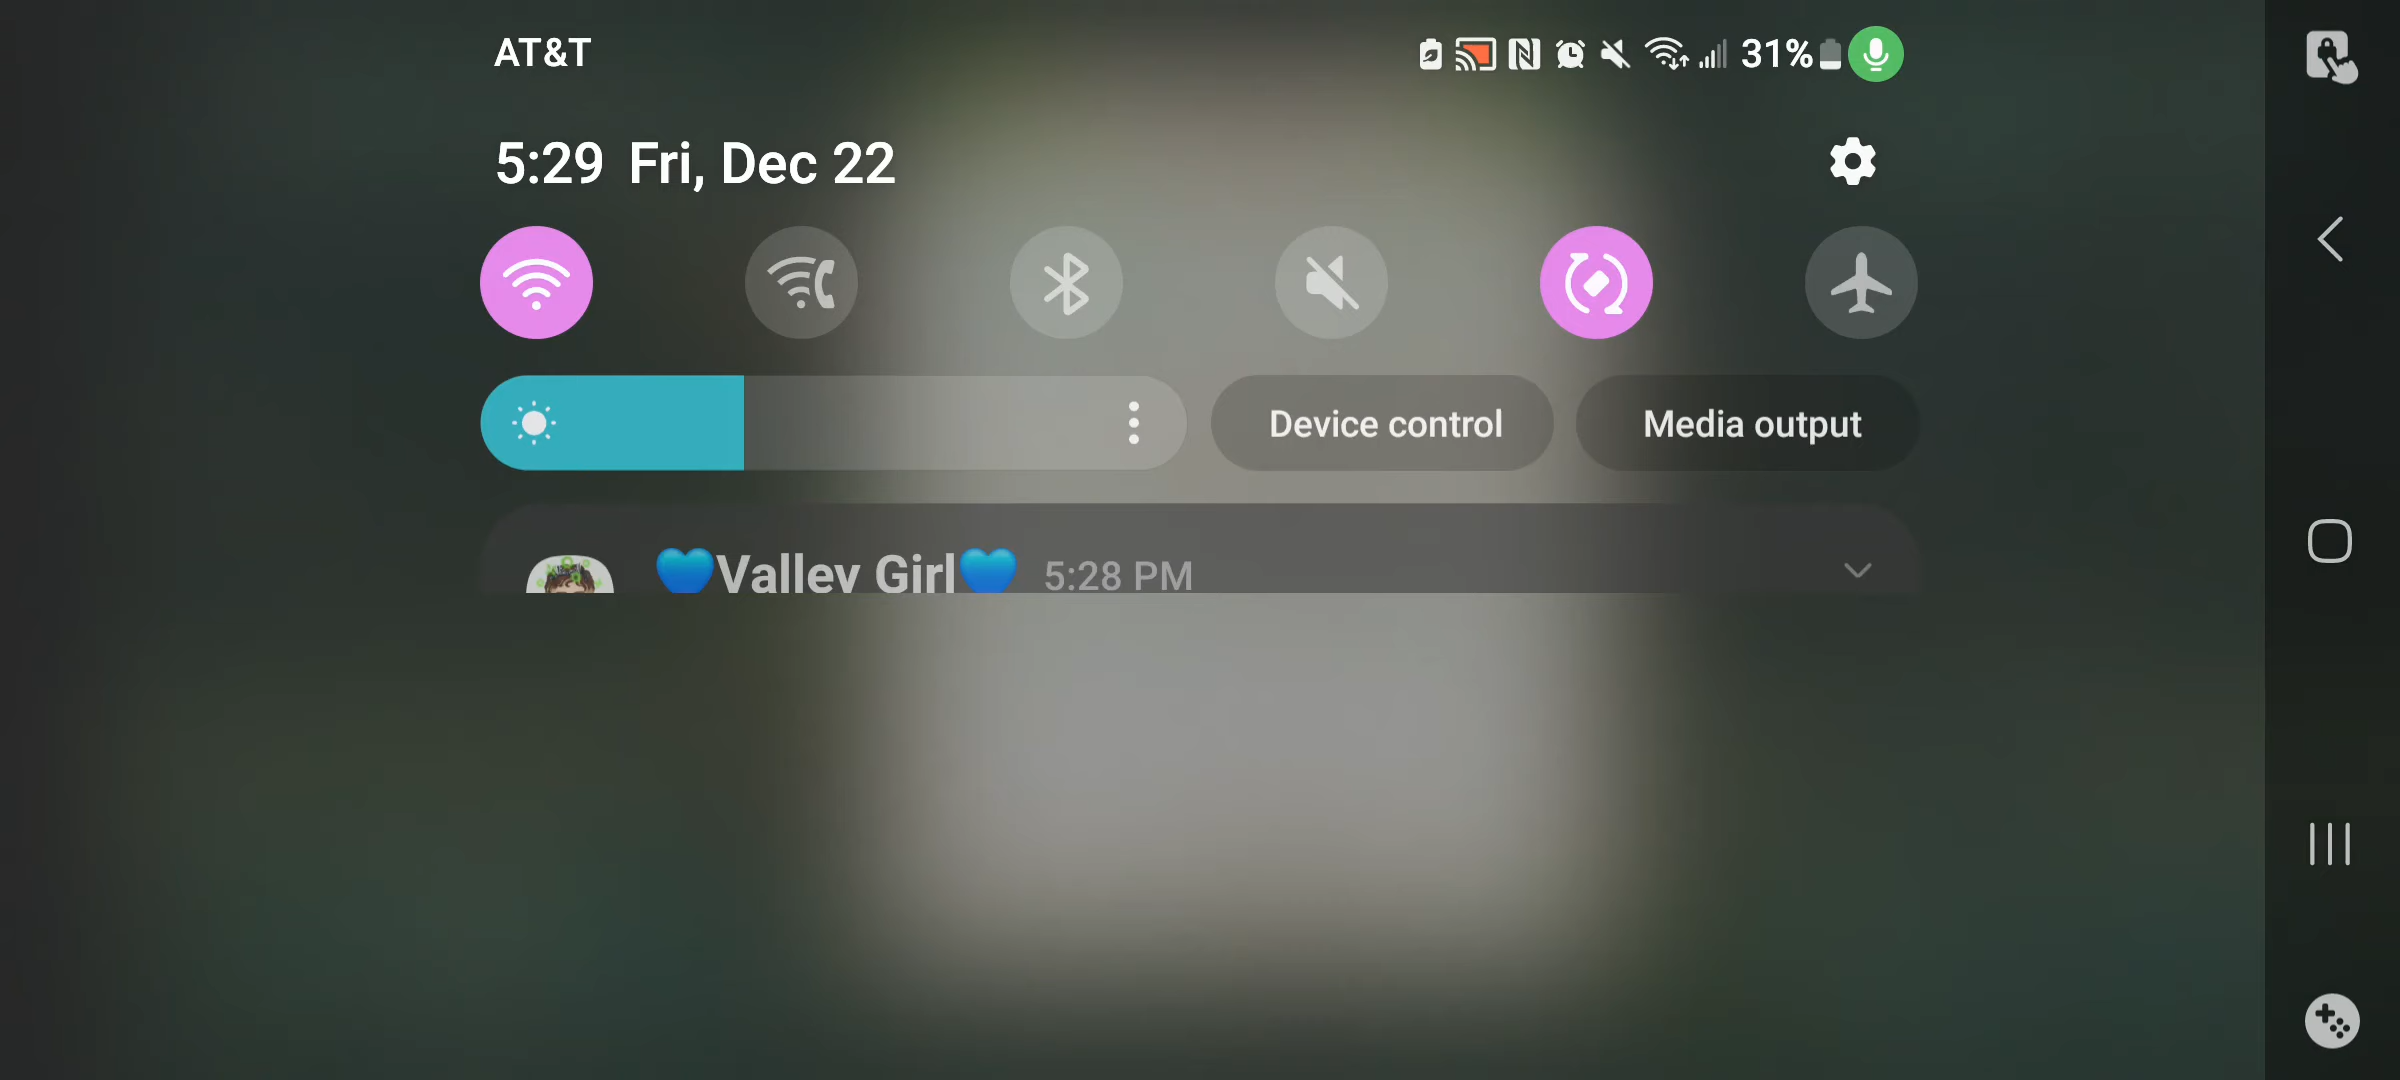 AT&T 31%
5:29 Fri, Dec 22
Device control Media output
💙Valley Girl💙 5:28 PM